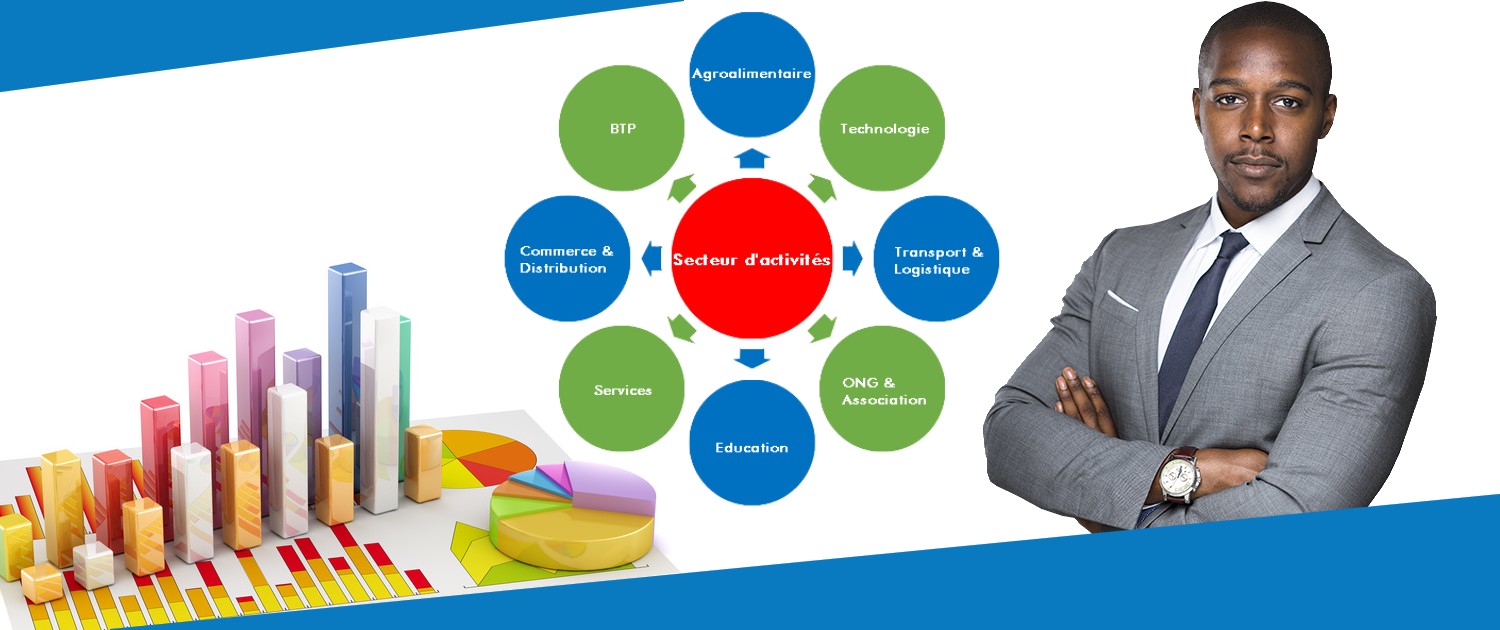 Agroalimentaire
BTP
Technologie
Commerce &
Distribution
Secteur d'activités
Transport &
Logistique
Services
ONG &
Association
Education